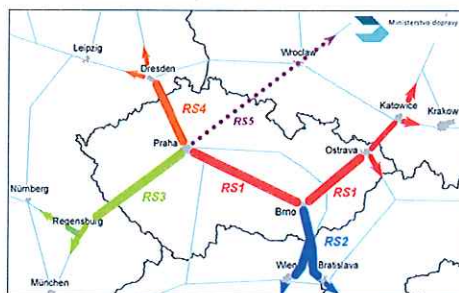 Ministerstvo dopravy
Leipzig
Dresden
Wrocław
Katowice
Krakow
RS4
RS5
Praha
Ostrava
RS1
RS1
Nürnberg
RS3
Regensburg
Brno
RS2
Wien
Bratislava
München